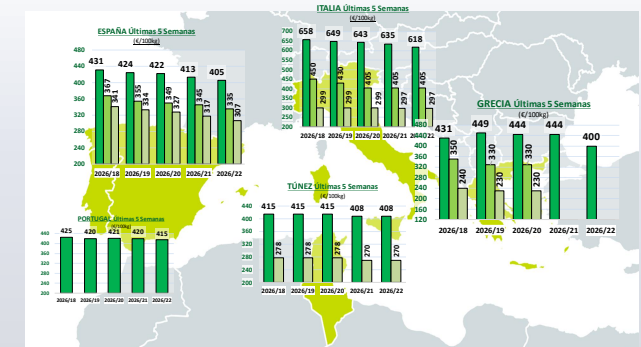 ITALIA Últimas 5 Semanas
(€/100kg)
658 649 643 635 618
450 430 405 405 405
299 299 299 297 297
700
650
600
550
500
450
400
350
300
250
200
2026/18 2026/19 2026/20 2026/21 2026/22
ESPAÑA Últimas 5 Semanas
(€/100kg)
431 424 422 413 405
367 355 349 345 335
341 334 327 317 307
480
440
400
360
320
280
240
200
2026/18 2026/19 2026/20 2026/21 2026/22
GRECIA Últimas 5 Semanas
(€/100kg)
431 449 444 444 400
350 330 330
240 230 230
480
440
400
360
320
280
240
200
160
120
2026/18 2026/19 2026/20 2026/21 2026/22
TÚNEZ Últimas 5 Semanas
(€/100kg)
415 415 415 408 408
278 278 278 270 270
440
400
360
320
280
240
200
2026/18 2026/19 2026/20 2026/21 2026/22
PORTUGAL Últimas 5 Semanas
(€/100kg)
425 420 421 420 415
440
400
360
320
280
240
200
2026/18 2026/19 2026/20 2026/21 2026/22